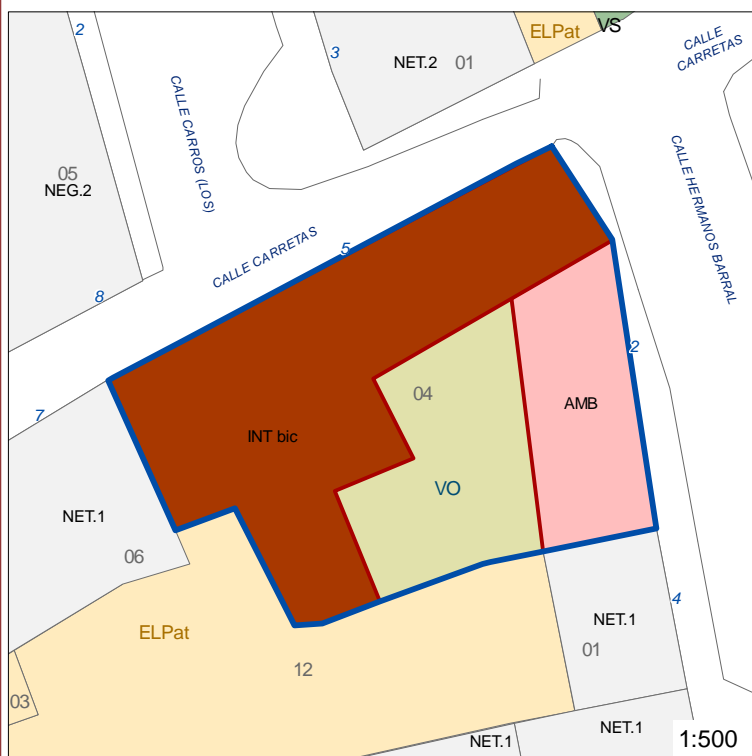 2
3
NET.2 01
ELPat
VS
CALLE
CARRETAS
CALLE CARROS (LOS)
CALLE HERMANOS BARRAL
05
NEG.2
CALLE CARRETAS
5
8
2
7
04
AMB
INT bic
VO
NET.1
06
4
NET.1
01
ELPat
12
03
NET.1
NET.1
1:500